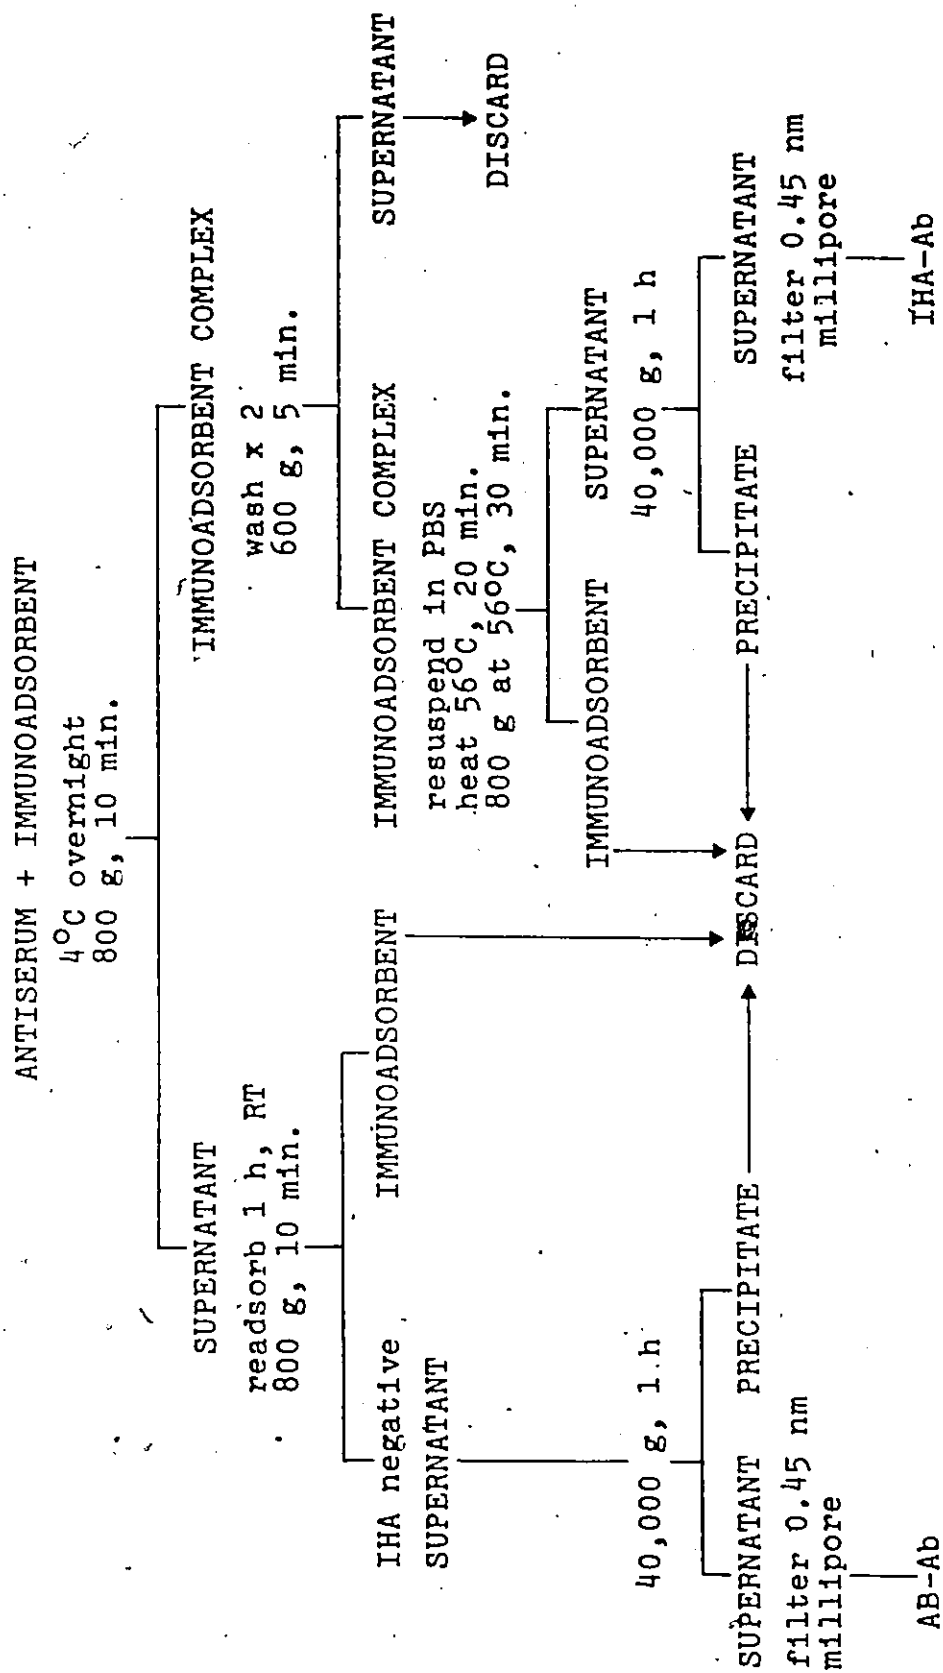 ANTISERUM + IMMUNOADSORBENT
4°C overnight
800 g, 10 min.
SUPERNATANT
readsorb 1 h, RT
800 g, 10 min.
IMMUNOADSORBENT COMPLEX
wash x 2
600 g, 5 min.
IHA negative
SUPERNATANT
IMMUNOADSORBENT
IMMUNOADSORBENT COMPLEX
resuspend in PBS
heat 56°C, 20 min.
800 g at 56°C, 30 min.
SUPERNATANT
DISCARD
IMMUNOADSORBENT
SUPERNATANT
40,000 g, 1 h
40,000 g, 1 h
SUPERNATANT
filter 0.45 nm
millipore
PRECIPITATE
DISCARD
PRECIPITATE
SUPERNATANT
filter 0.45 nm
millipore
AB-Ab
IHA-Ab